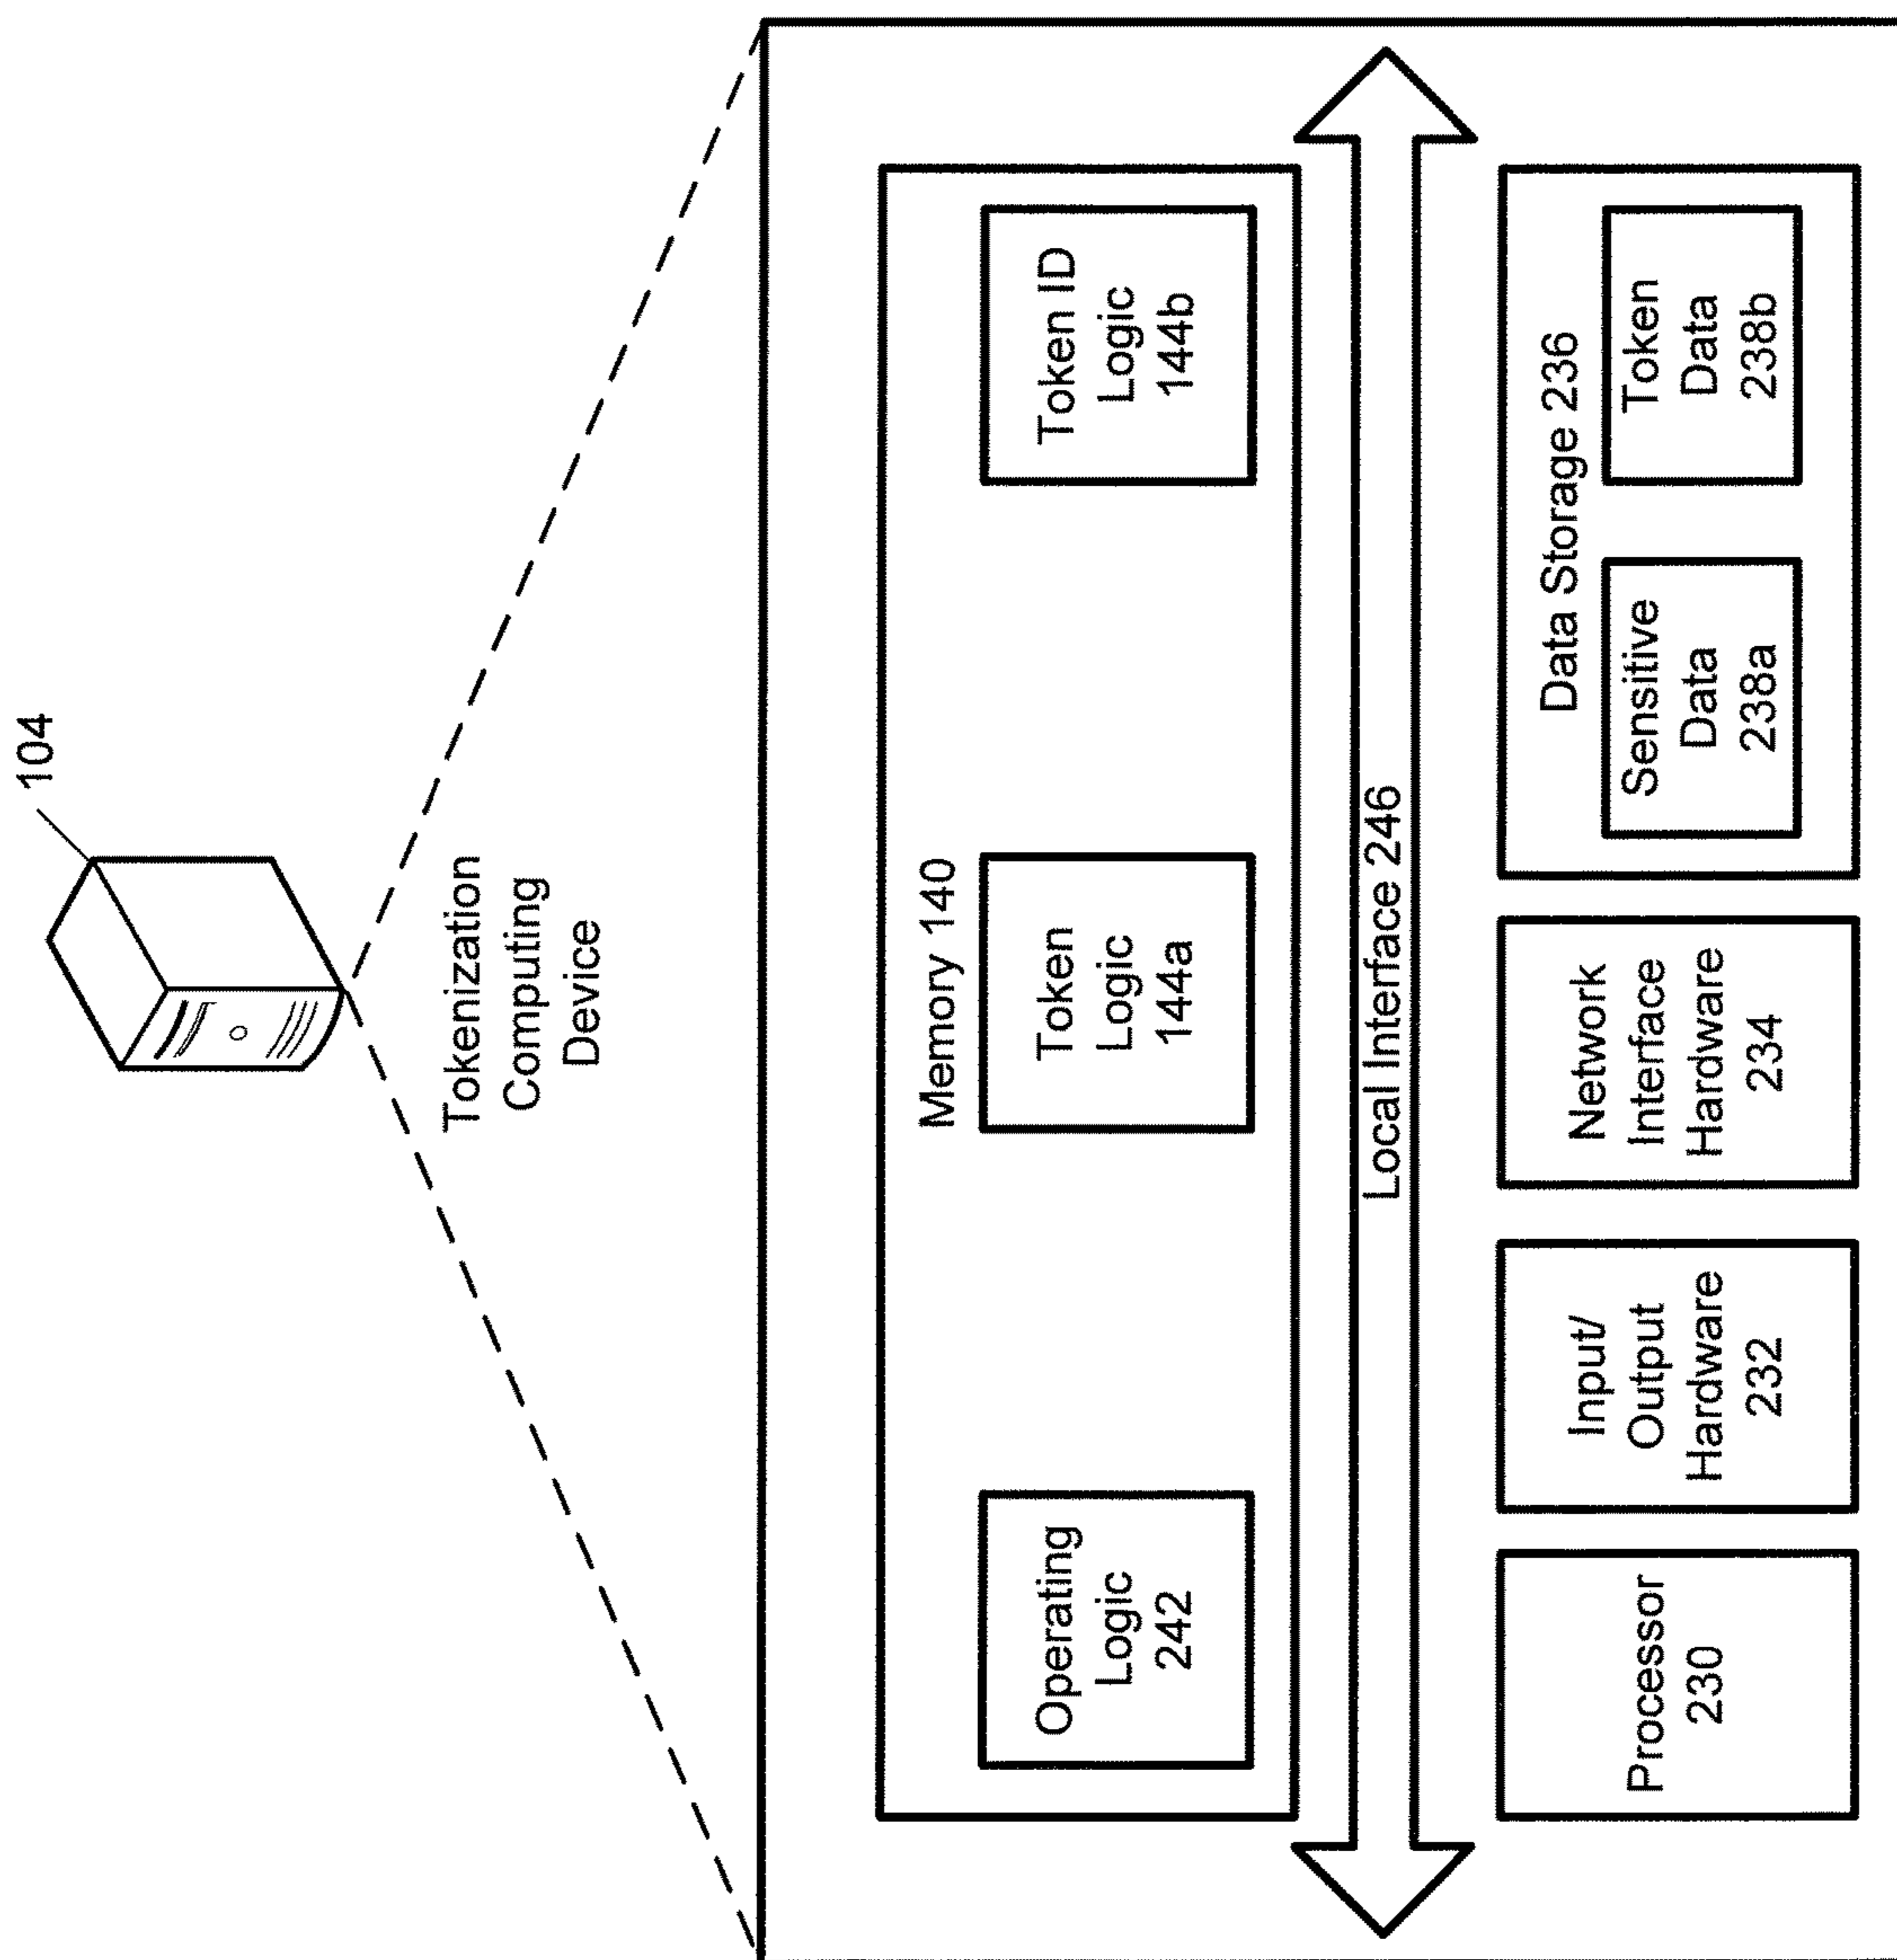 104
Tokenization
Computing
Device
Memory 140
Operating
Logic
242
Token
Logic
144a
Token ID
Logic
144b
Local Interface 246
Processor
230
Input/
Output
Hardware
232
Network
Interface
Hardware
234
Data Storage 236
Sensitive
Data
238a
Token
Data
238b